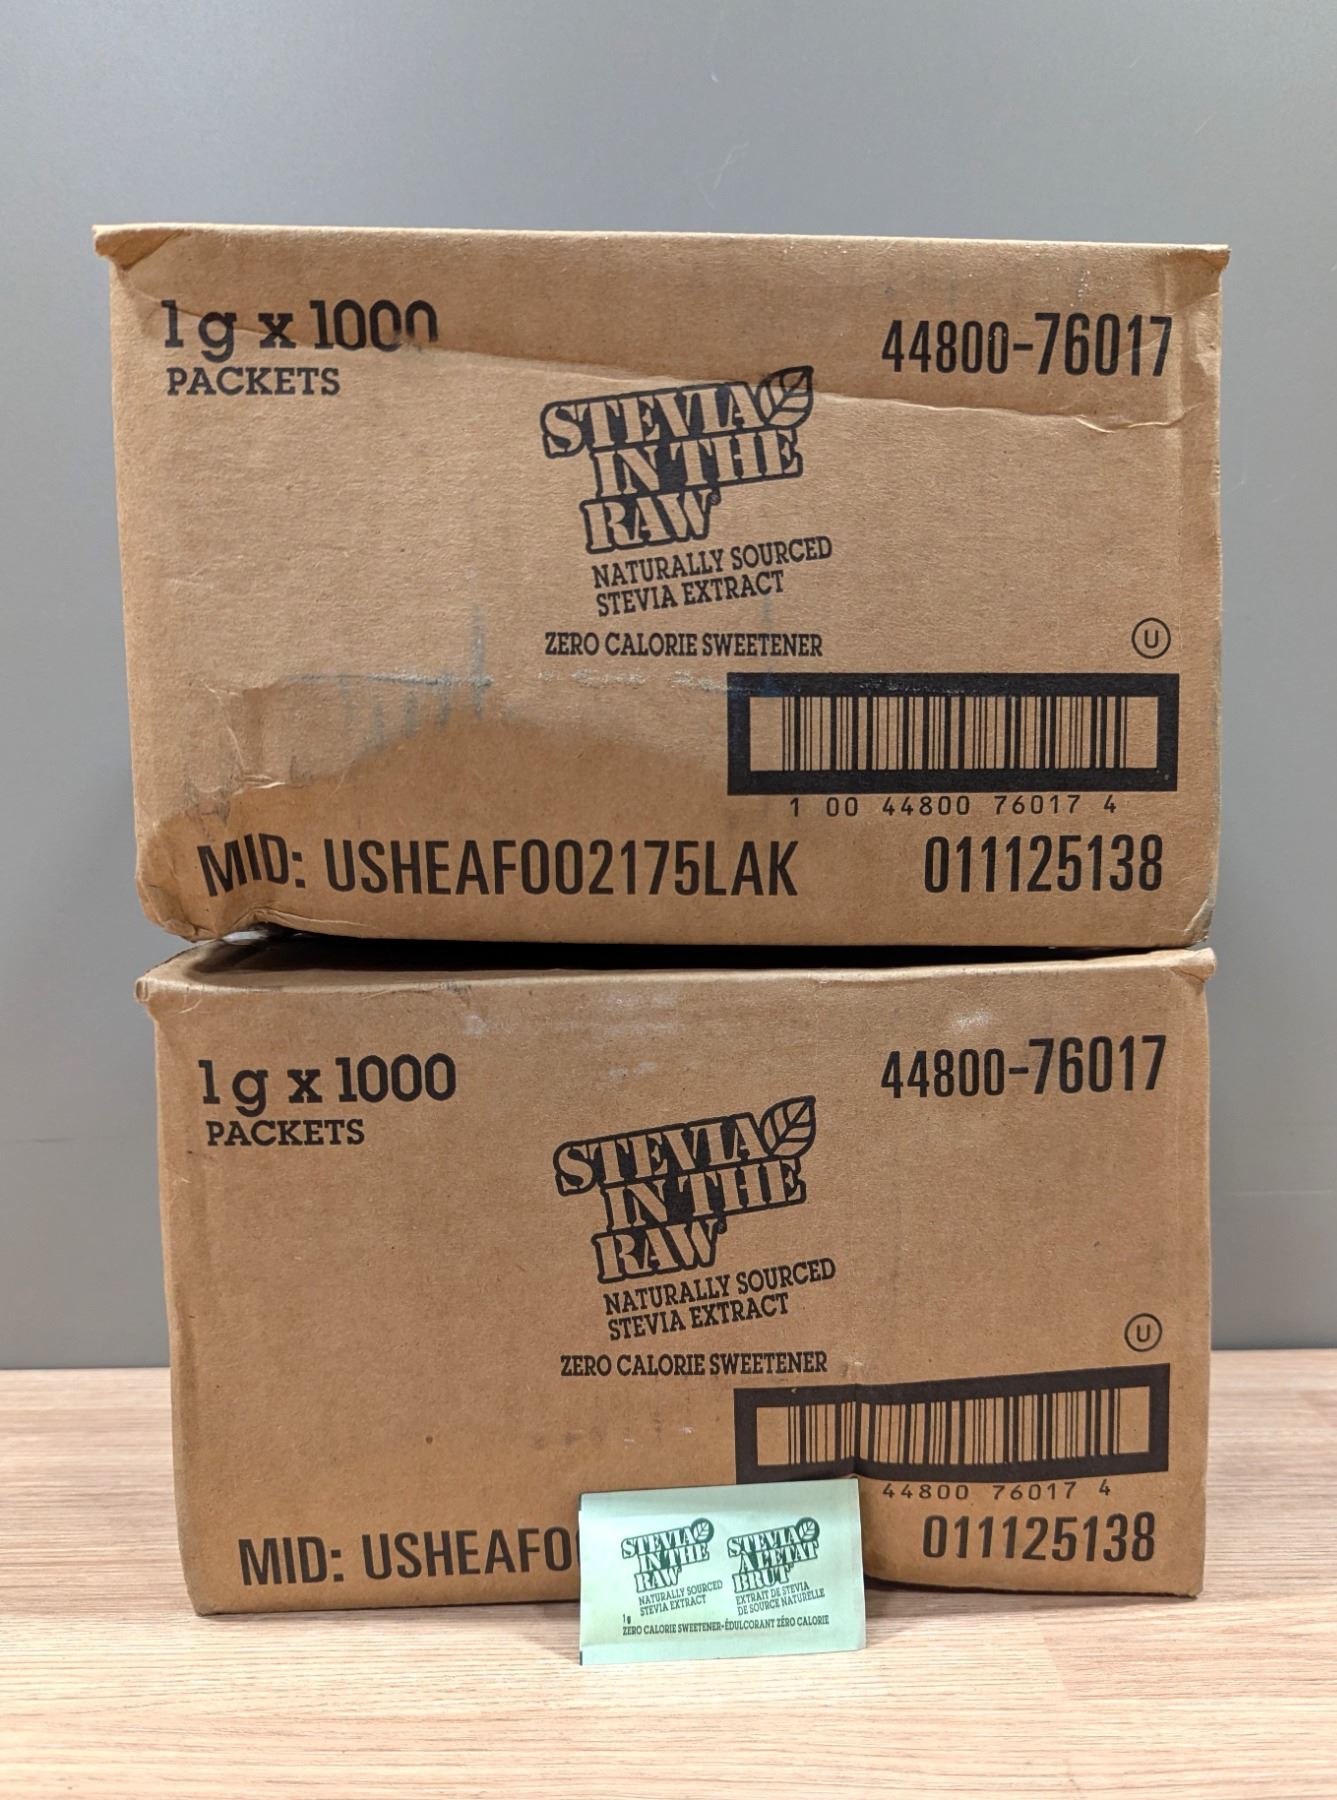 1g x 1000
PACKETS
44800-76017
STEVIA
IN THE
RAW®
NATURALLY SOURCED
STEVIA EXTRACT
ZERO CALORIE SWEETENER
U
1 00 44800 76017 4
MID: USHEAF002175LAK
011125138
1g x 1000
PACKETS
44800-76017
STEVIA
IN THE
RAW
NATURALLY SOURCED
STEVIA EXTRACT
ZERO CALORIE SWEETENER
U
44800 76017 4
MID: USHEAF0
011125138
STEVIA
IN THE
RAW
NATURALLY SOURCED
STEVIA EXTRACT
STEVIA
À L'ÉTAT
BRUT
EXTRAIT DE STEVIA
DE SOURCE NATURELLE
1g
ZERO CALORIE SWEETENER•ÉDULCORANT ZÉRO CALORIE